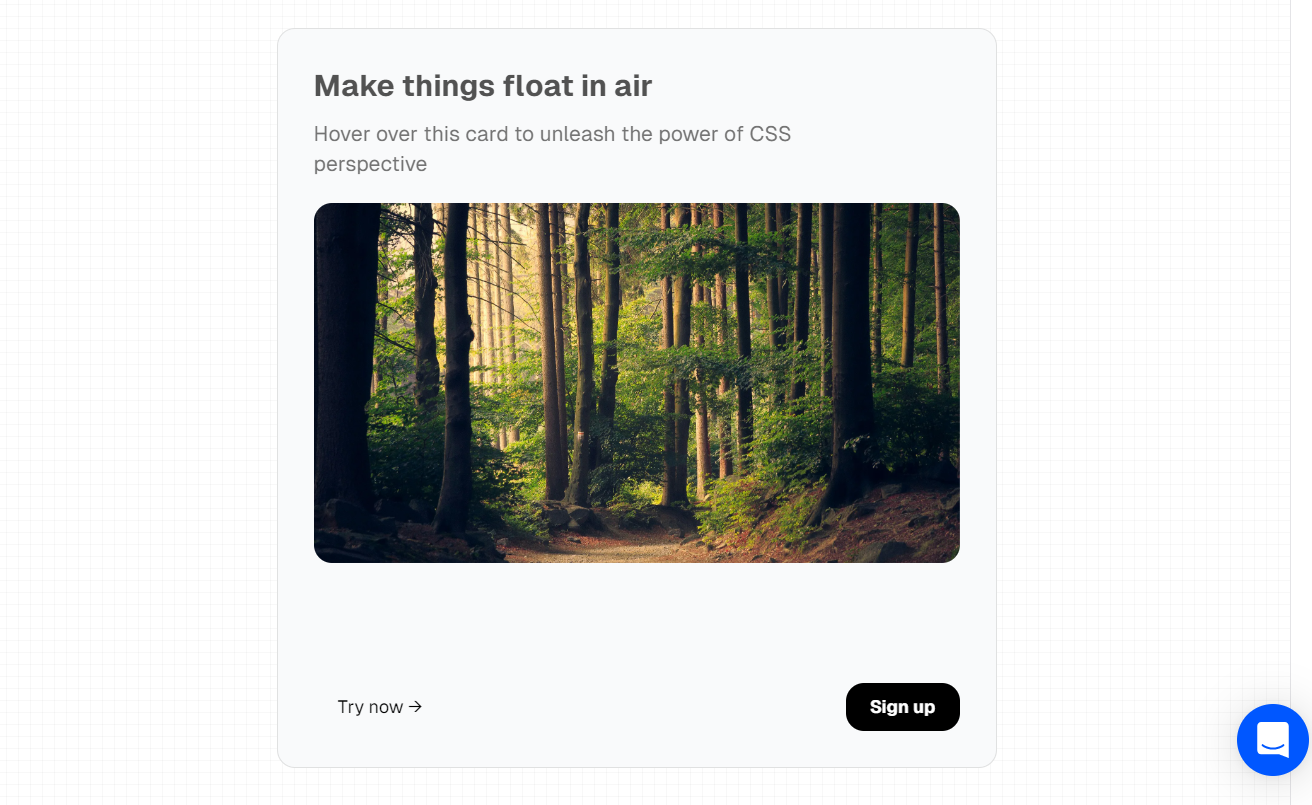 Make things float in air
Hover over this card to unleash the power of CSS
perspective
Try now →
Sign up